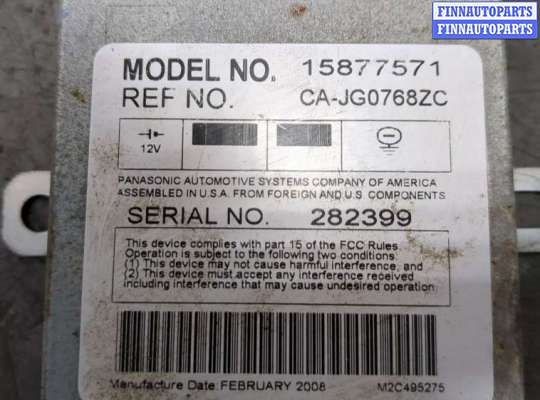 FINNAUTOPARTS
FINNAUTOPARTS
FINNAUTOPARTS
MODEL NO. 15877571
REF NO. CA-JG0768ZC
12V
PANASONIC AUTOMOTIVE SYSTEMS COMPANY OF AMERICA
ASSEMBLED IN U.S.A. FROM FOREIGN AND U.S. COMPONENTS
SERIAL NO. 282399
This device complies with part 15 of the FCC Rules.
Operation is subject to the following two conditions:
(1) This device may not cause harmful interference, and
(2) This device must accept any interference received
including interference that may cause undesired operation
Manufacture Date: FEBRUARY 2008 M2C495275